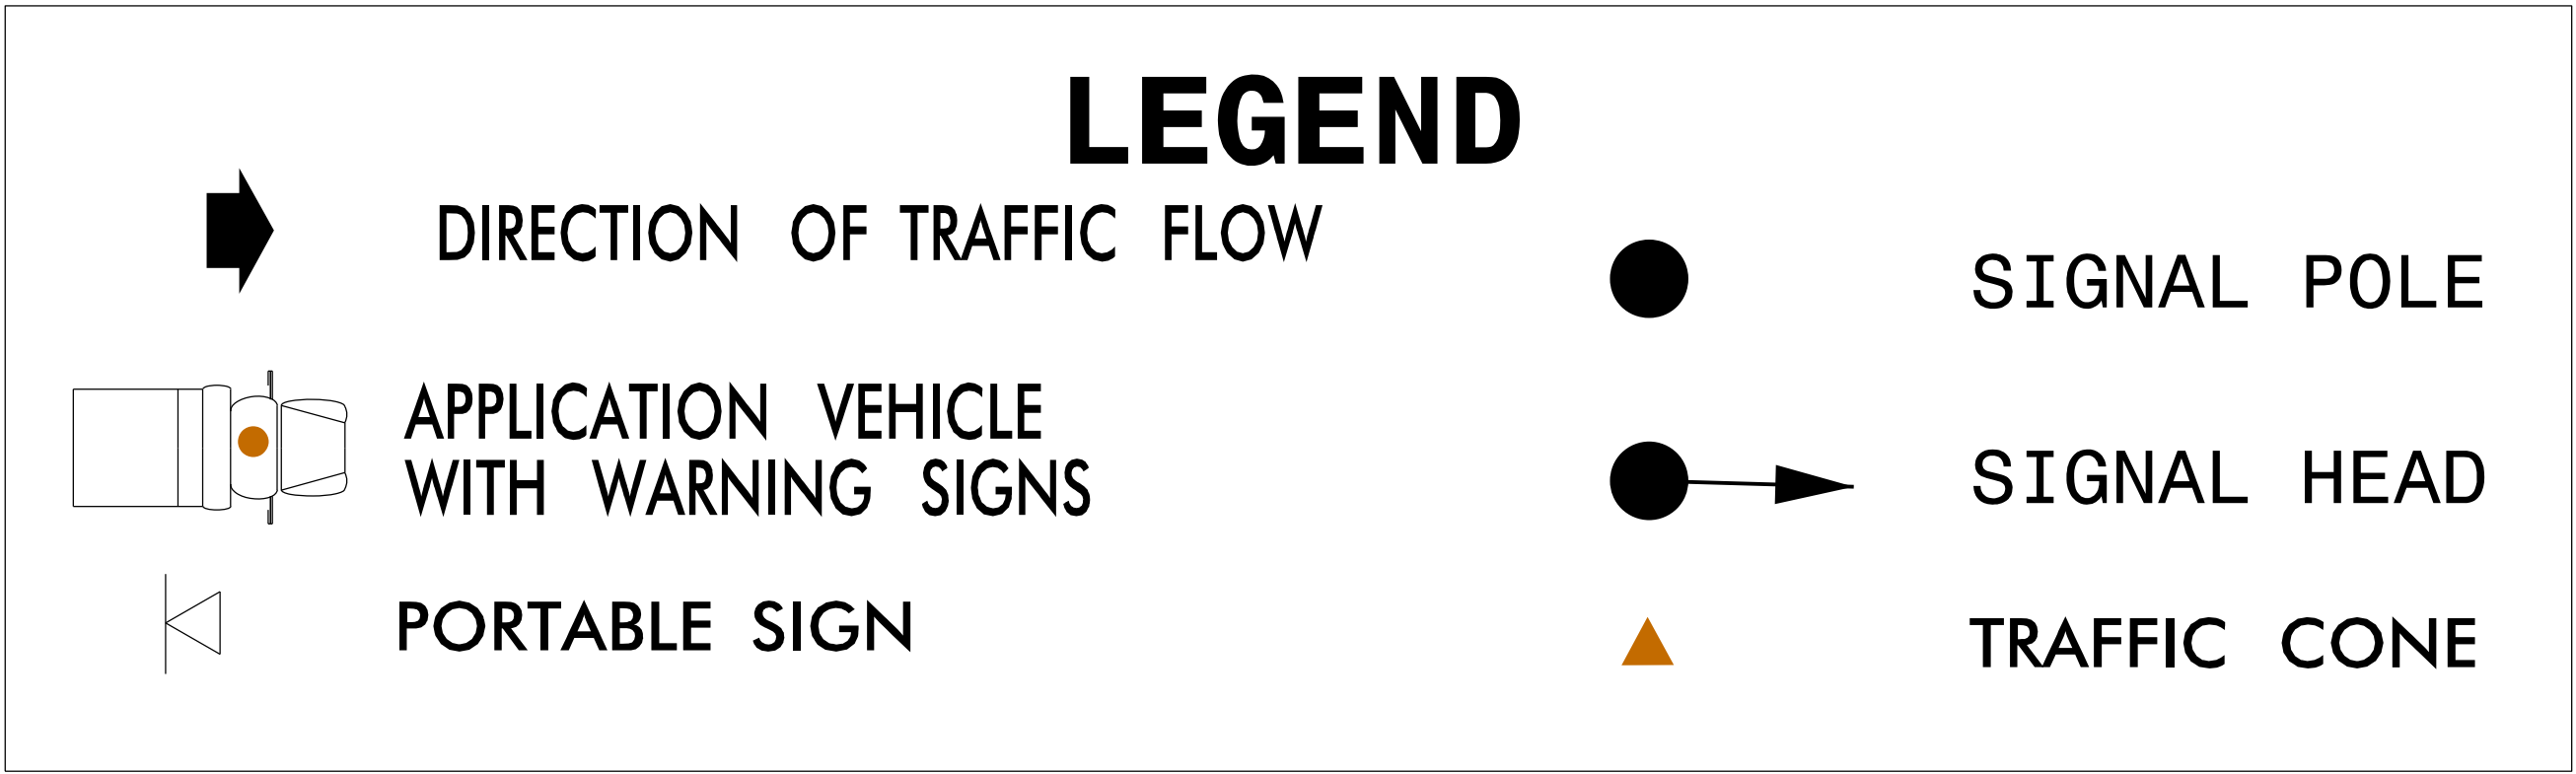 LEGEND
DIRECTION OF TRAFFIC FLOW
APPLICATION VEHICLE
WITH WARNING SIGNS
PORTABLE SIGN
SIGNAL POLE
SIGNAL HEAD
TRAFFIC CONE